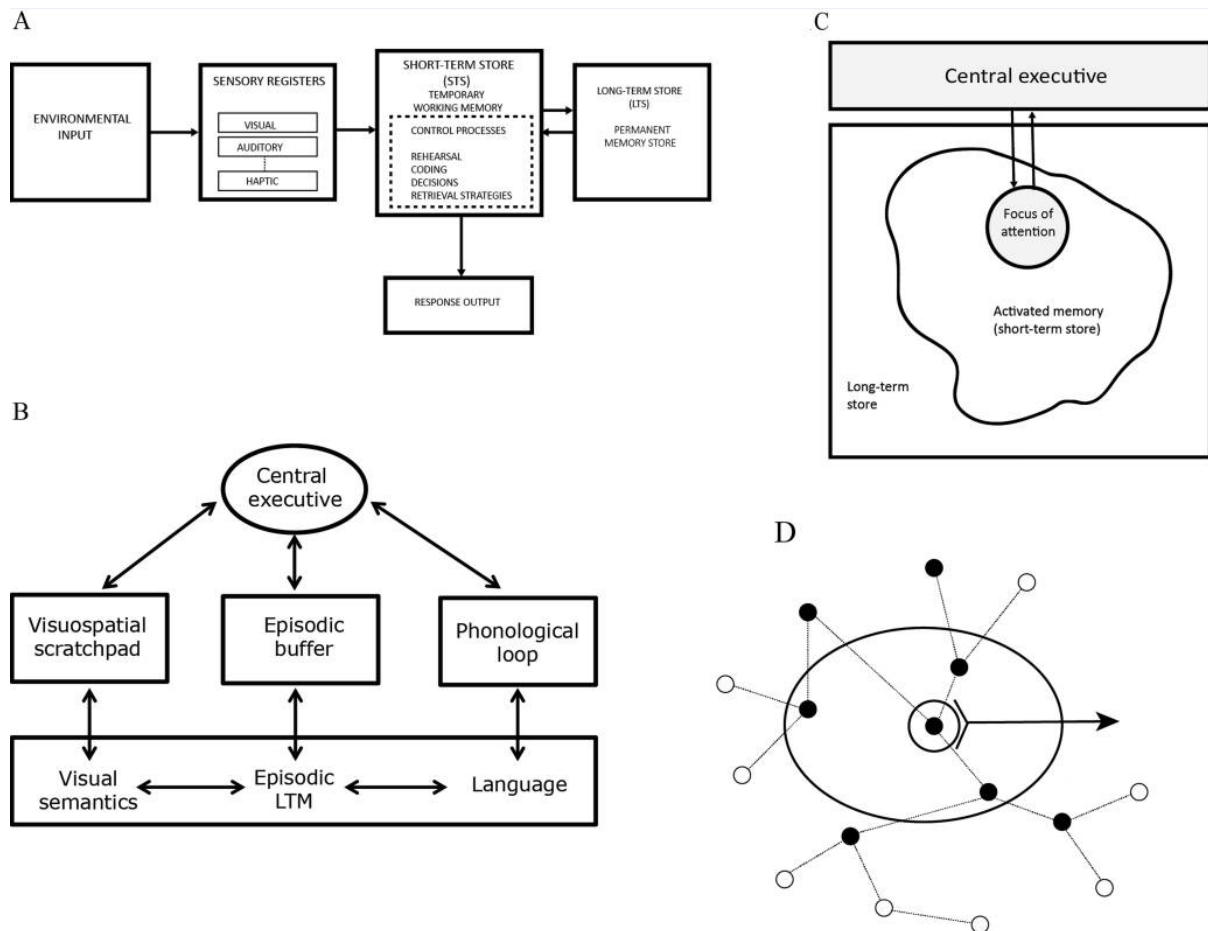 A
ENVIRONMENTAL
INPUT
SENSORY REGISTERS
VISUAL
AUDITORY
HAPTIC
SHORT-TERM STORE
(STS)
TEMPORARY
WORKING MEMORY
CONTROL PROCESSES
REHEARSAL
CODING
DECISIONS
RETRIEVAL STRATEGIES
LONG-TERM STORE
(LTS)
PERMANENT
MEMORY STORE
RESPONSE OUTPUT
B
Central
executive
Visuospatial
scratchpad
Episodic
buffer
Phonological
loop
Visual
semantics
Episodic
LTM
Language
C
Central executive
Focus of
attention
Activated memory
(short-term store)
Long-term
store
D